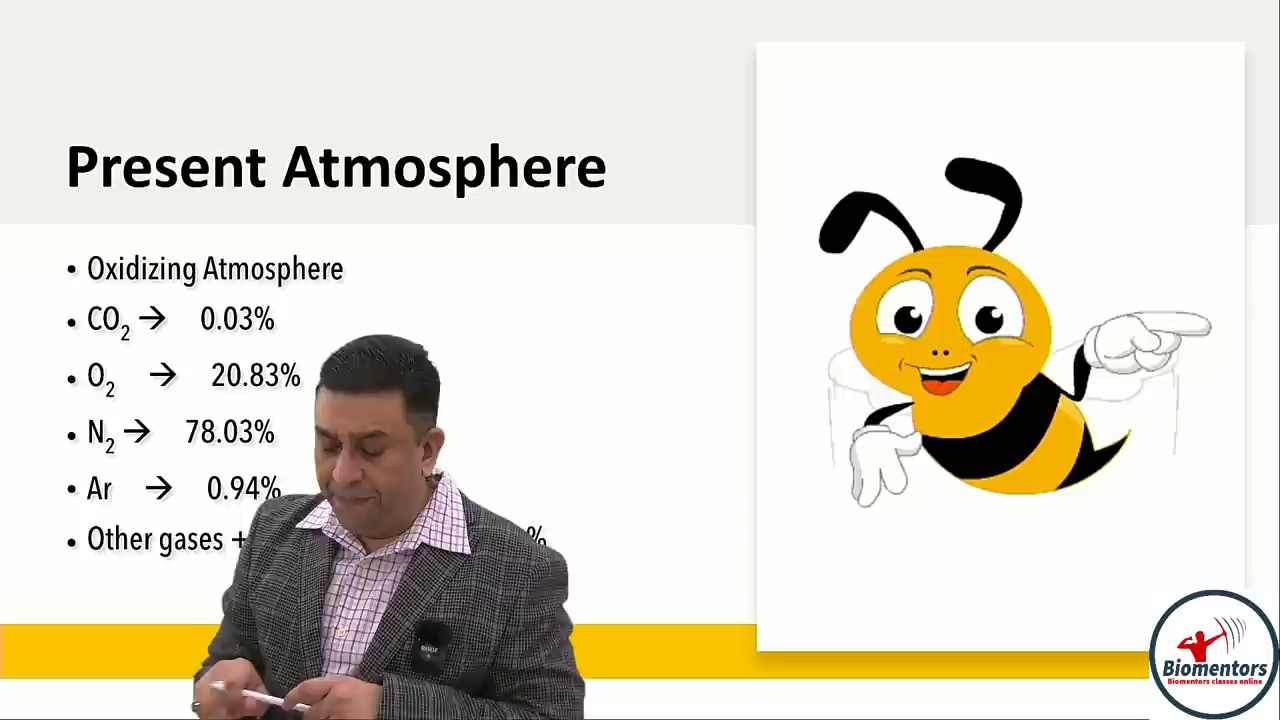 Present Atmosphere
• Oxidizing Atmosphere
• CO₂ → 0.03%
• O₂ → 20.83%
• N₂ → 78.03%
• Ar → 0.94%
• Other gases + %
RODE
Biomentors
Biomentors classes online